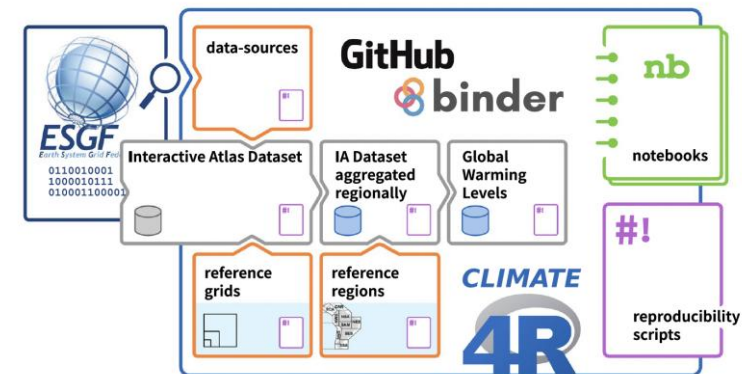 data-sources
GitHub
binder
nb
notebooks
ESGF
Earth System Grid Fede
0110010001
1000010111
010001100001
Interactive Atlas Dataset
IA Dataset
aggregated
regionally
Global
Warming
Levels
#!
reproducibility
scripts
reference
grids
reference
regions
CLIMATE
4R
#!
#!
#!
#!
#!
#!